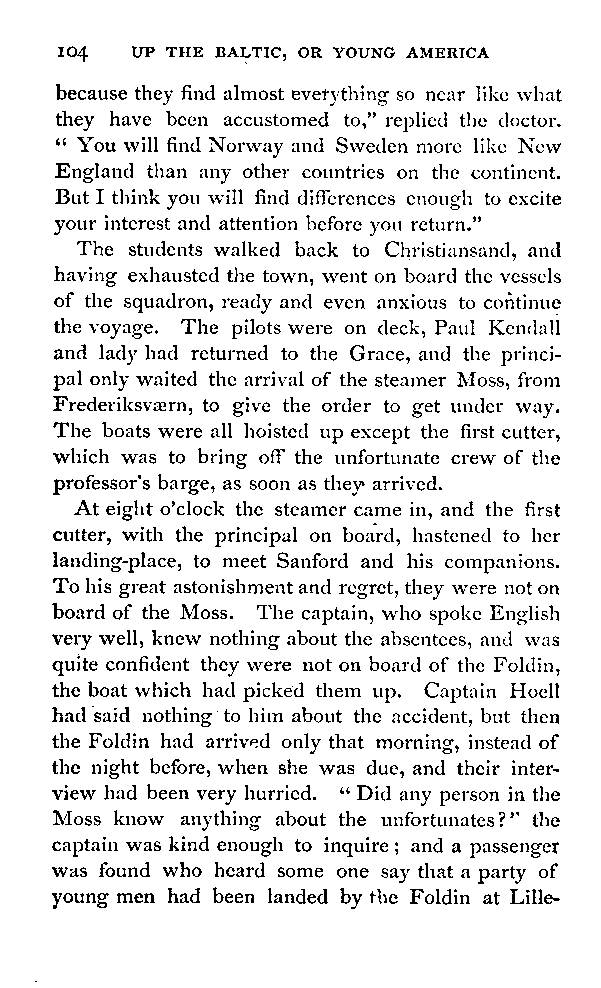 104 UP THE BALTIC, OR YOUNG AMERICA
because they find almost everything so near like what
they have been accustomed to,” replied the doctor.
“ You will find Norway and Sweden more like New
England than any other countries on the continent.
But I think you will find differences enough to excite
your interest and attention before you return.”
The students walked back to Christiansand, and
having exhausted the town, went on board the vessels
of the squadron, ready and even anxious to continue
the voyage. The pilots were on deck, Paul Kendall
and lady had returned to the Grace, and the princi-
pal only waited the arrival of the steamer Moss, from
Frederiksværn, to give the order to get under way.
The boats were all hoisted up except the first cutter,
which was to bring off the unfortunate crew of the
professor's barge, as soon as they arrived.
At eight o'clock the steamer came in, and the first
cutter, with the principal on board, hastened to her
landing-place, to meet Sanford and his companions.
To his great astonishment and regret, they were not on
board of the Moss. The captain, who spoke English
very well, knew nothing about the absentees, and was
quite confident they were not on board of the Foldin,
the boat which had picked them up. Captain Hoell
had said nothing to him about the accident, but then
the Foldin had arrived only that morning, instead of
the night before, when she was due, and their inter-
view had been very hurried. “ Did any person in the
Moss know anything about the unfortunates?” the
captain was kind enough to inquire; and a passenger
was found who heard some one say that a party of
young men had been landed by the Foldin at Lille-